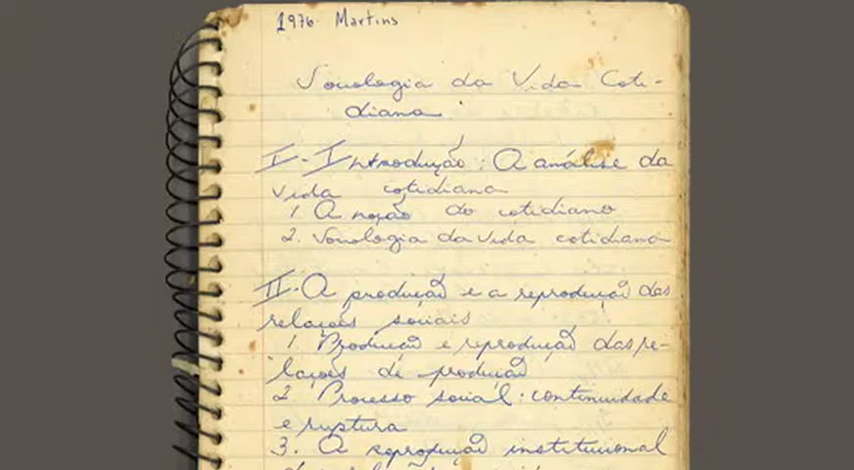 1976 Martins
Sociologia da Vida Coti-
diana
I - Introdução: A análise da
vida cotidiana
1 A noção do cotidiano
2. Sociologia da vida cotidiana
II. A produção e a reprodução das
relações sociais
1. Produção e reprodução das re-
lações de produção
2 Processo social: continuidade
e ruptura
3. A reprodução institucional